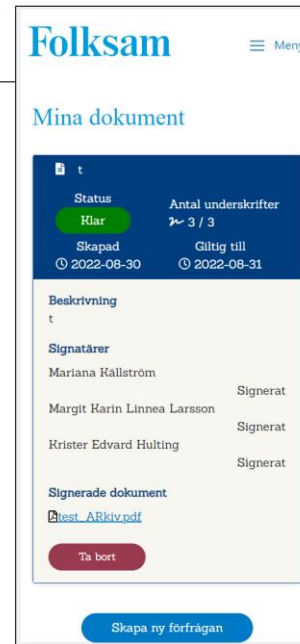 Folksam
Meny
Mina dokument
t
Status
Antal underskrifter
Klar
3 / 3
Skapad
Giltig till
2022-08-30
2022-08-31
Beskrivning
t
Signatärer
Mariana Källström
Signerat
Margit Karin Linnea Larsson
Signerat
Krister Edvard Hulting
Signerat
Signerade dokument
test_ARkiv.pdf
Ta bort
Skapa ny förfrågan